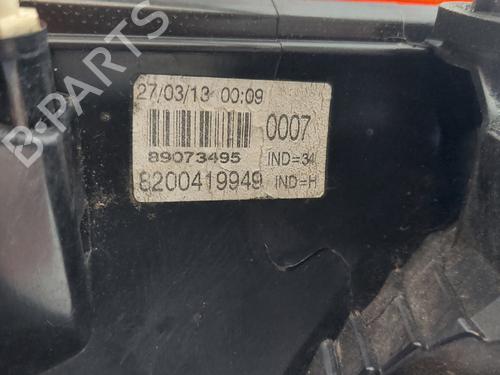 27/03/13 00:09
0007
89073495 IND=34
8200419949 IND=H
B-PARTS